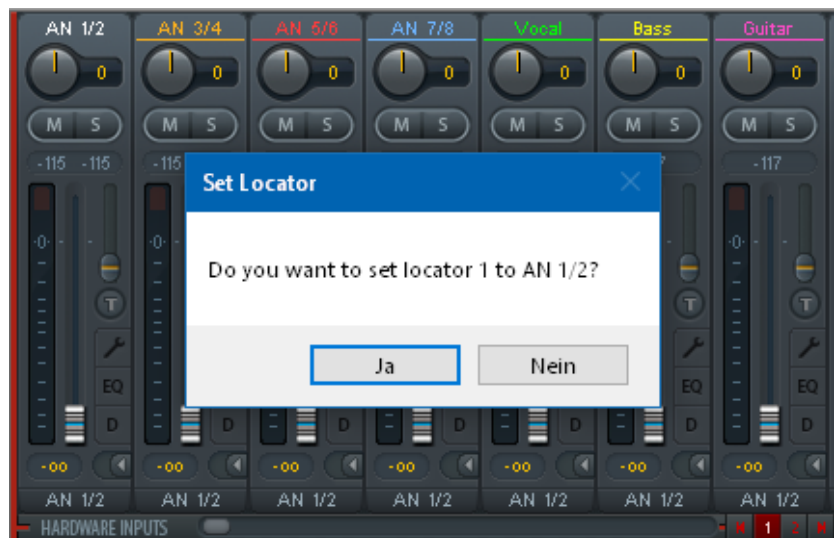 AN 1/2 AN 3/4 AN 5/6 AN 7/8 Vocal Bass Guitar
0 0 0 0 0 0 0
M S M S M S M S M S M S M S
-115 -115 -115 -117
Set Locator
-0- -0- -0-
Do you want to set locator 1 to AN 1/2?
T T T
Ja Nein
EQ EQ EQ
D D D D D D D
-oo -oo -oo -oo -oo -oo -oo
AN 1/2 AN 1/2 AN 1/2 AN 1/2 AN 1/2 AN 1/2 AN 1/2
HARDWARE INPUTS 1 2